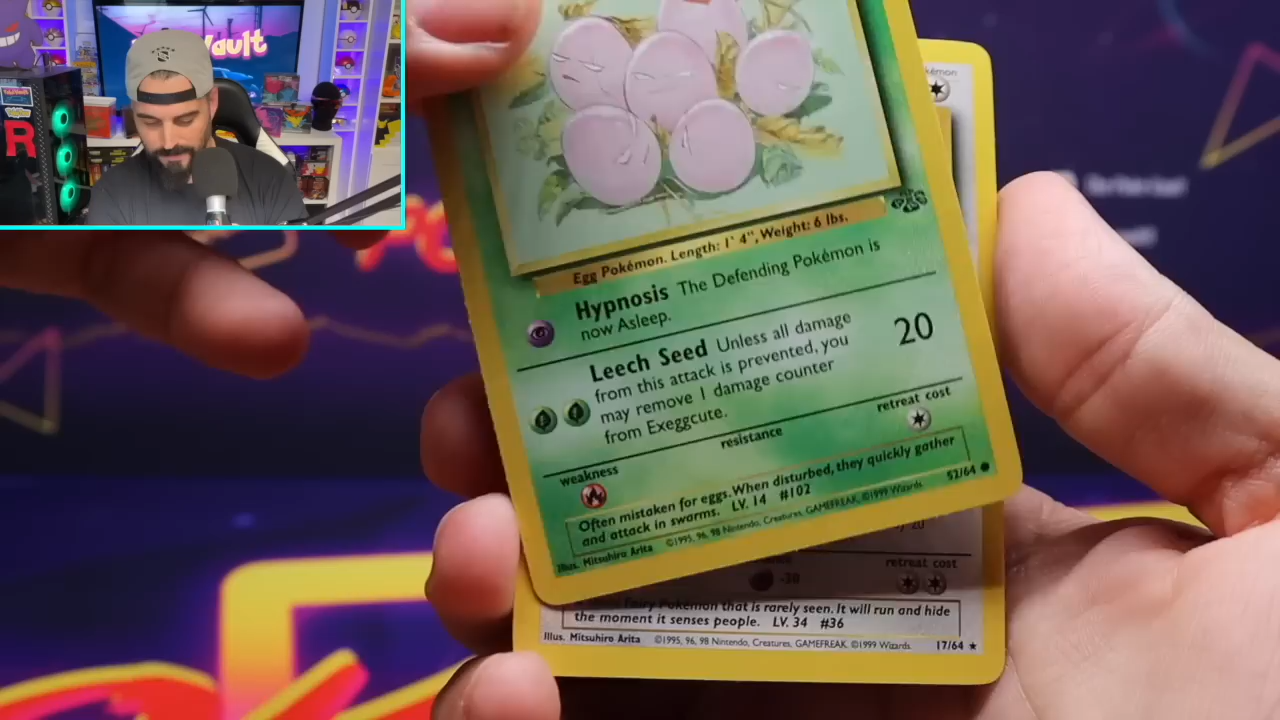 Vault
R
Egg Pokémon. Length: 1' 4", Weight: 6 lbs.
Hypnosis The Defending Pokémon is
now Asleep.
Leech Seed Unless all damage
from this attack is prevented, you
may remove 1 damage counter
from Exeggcute.
20
weakness
resistance
retreat cost
Often mistaken for eggs. When disturbed, they quickly gather
and attack in swarms. LV. 14 #102
Illus. Mitsuhiro Arita ©1995, 96, 98 Nintendo, Creatures, GAMEFREAK. ©1999 Wizards. 52/64
-30
retreat cost
Fairy Pokémon that is rarely seen. It will run and hide
the moment it senses people. LV. 34 #36
Illus. Mitsuhiro Arita ©1995, 96, 98 Nintendo, Creatures, GAMEFREAK. ©1999 Wizards. 17/64